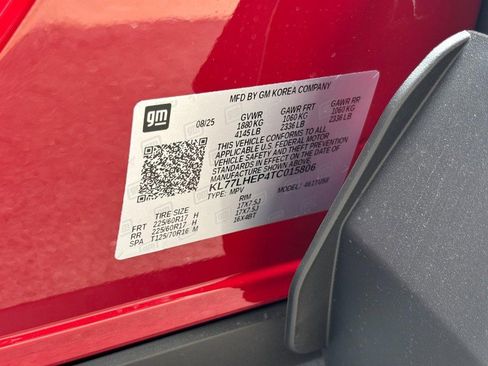 MFD BY GM KOREA COMPANY
gm
08/25 GVWR GAWR FRT GAWR RR
1880 KG 1060 KG 1060 KG
4145 LB 2336 LB 2336 LB
THIS VEHICLE CONFORMS TO ALL
APPLICABLE U.S. FEDERAL MOTOR
VEHICLE SAFETY AND THEFT PREVENTION
STANDARDS IN EFFECT ON THE DATE OF
MANUFACTURE SHOWN ABOVE.
KL77LHEP4TC015806
TYPE: MPV MODEL:
TIRE SIZE RIM
FRT 225/60R17 H 17X7.5J
RR 225/60R17 H 17X7.5J
SPA T125/70R16 M 16X4BT